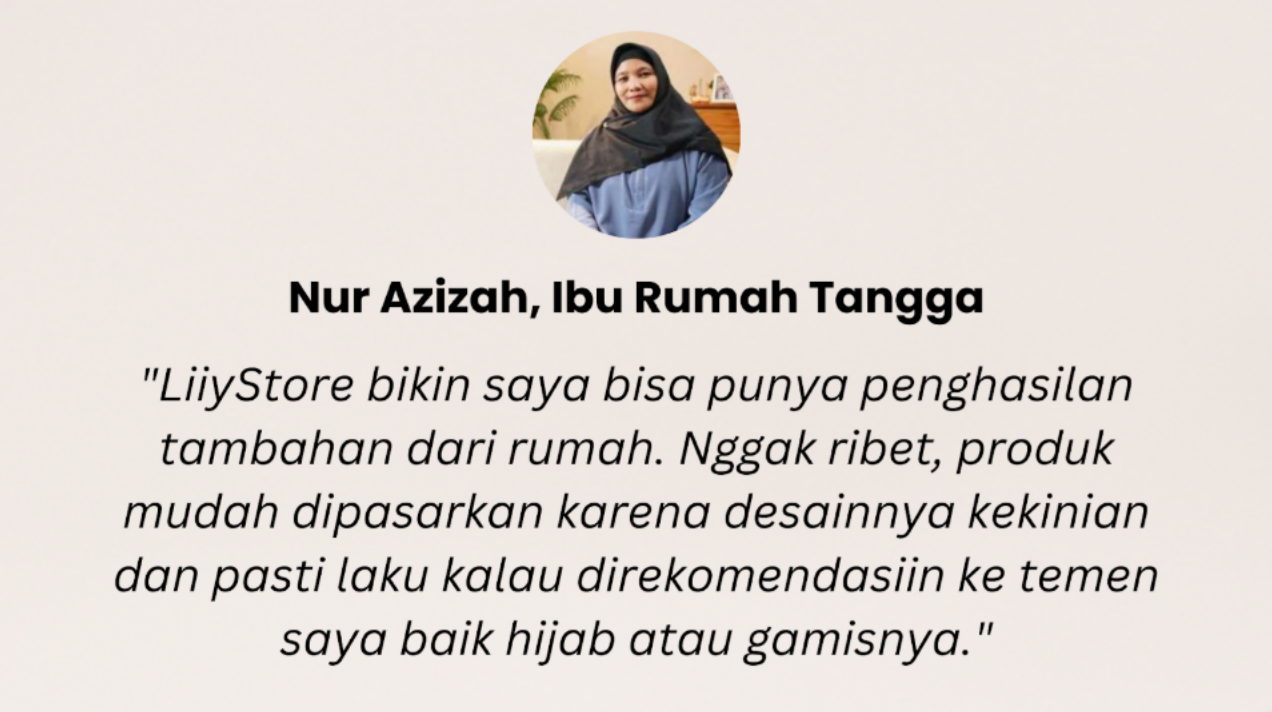 Nur Azizah, Ibu Rumah Tangga
"LiiyStore bikin saya bisa punya penghasilan
tambahan dari rumah. Nggak ribet, produk
mudah dipasarkan karena desainnya kekinian
dan pasti laku kalau direkomendasiin ke temen
saya baik hijab atau gamisnya."